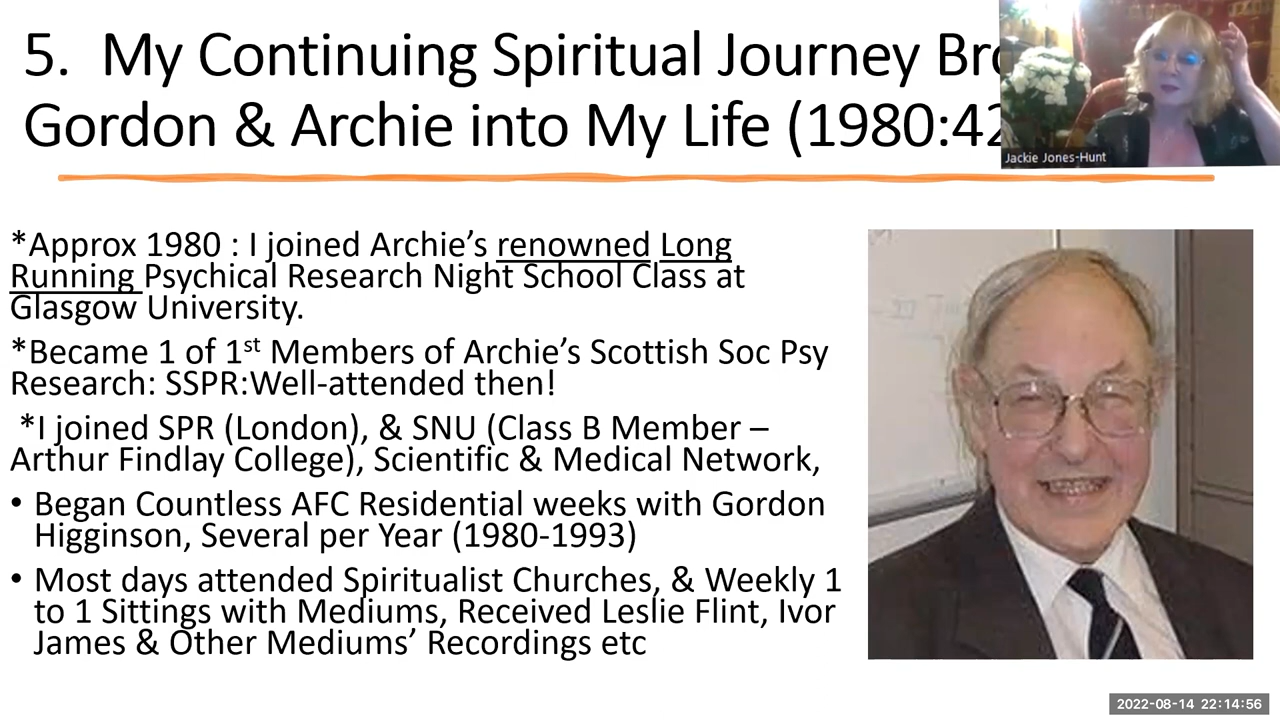 5. My Continuing Spiritual Journey
Gordon & Archie into My Life (1980:42
Jackie Jones-Hunt
*Approx 1980 : I joined Archie’s renowned Long
Running Psychical Research Night School Class at
Glasgow University.
*Became 1 of 1st Members of Archie’s Scottish Soc Psy
Research: SSPR:Well-attended then!
*I joined SPR (London), & SNU (Class B Member –
Arthur Findlay College), Scientific & Medical Network,
• Began Countless AFC Residential weeks with Gordon
Higginson, Several per Year (1980-1993)
• Most days attended Spiritualist Churches, & Weekly 1
to 1 Sittings with Mediums, Received Leslie Flint, Ivor
James & Other Mediums’ Recordings etc
2022-08-14 22:14:56